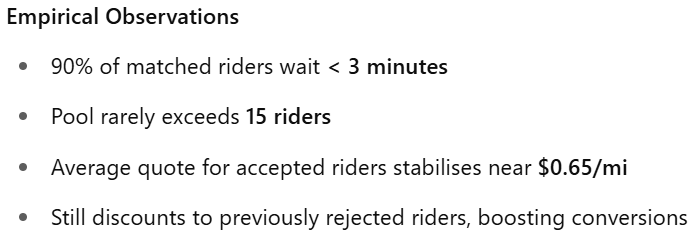 Empirical Observations
• 90% of matched riders wait < 3 minutes
• Pool rarely exceeds 15 riders
• Average quote for accepted riders stabilises near $0.65/mi
• Still discounts to previously rejected riders, boosting conversions